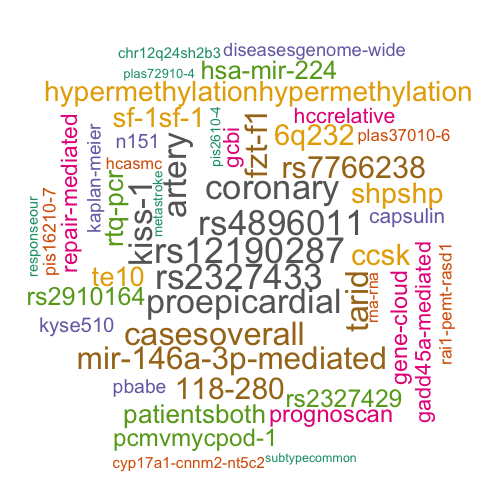 chr12q24sh2b3
diseasesgenome-wide
plas72910-4
hsa-mir-224
hypermethylationhypermethylation
sf-1sf-1
pis2610-4
gcbi
fzt-f1
hccrelative
6q232
plas37010-6
n151
kaplan-meier
repair-mediated
hcasmc
artery
rs7766238
coronary
shpshp
capsulin
responseour
pis16210-7
rtq-pcr
kiss-1
metastroke
rs4896011
rs12190287
ccsk
te10
rs2327433
rs2910164
proepicardial
tarid
rna-rna
gene-cloud
gadd45a-mediated
rai1-pemt-rasd1
kyse510
casesoverall
mir-146a-3p-mediated
pbabe
118-280
rs2327429
patientsboth
prognoscan
pcmvmycpod-1
cyp17a1-cnnm2-nt5c2
subtypecommon